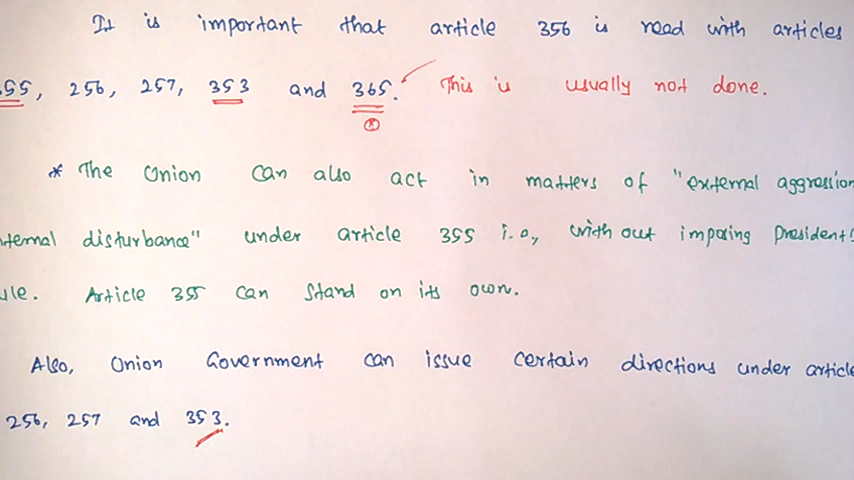 It is important that article 356 is read with articles
355, 256, 257, 353 and 365. This is usually not done.
* The Union can also act in matters of "external aggression
internal disturbance" under article 355 i.e., with out imposing President's
rule. Article 355 can stand on its own.
Also, Union Government can issue certain directions under article
256, 257 and 353.